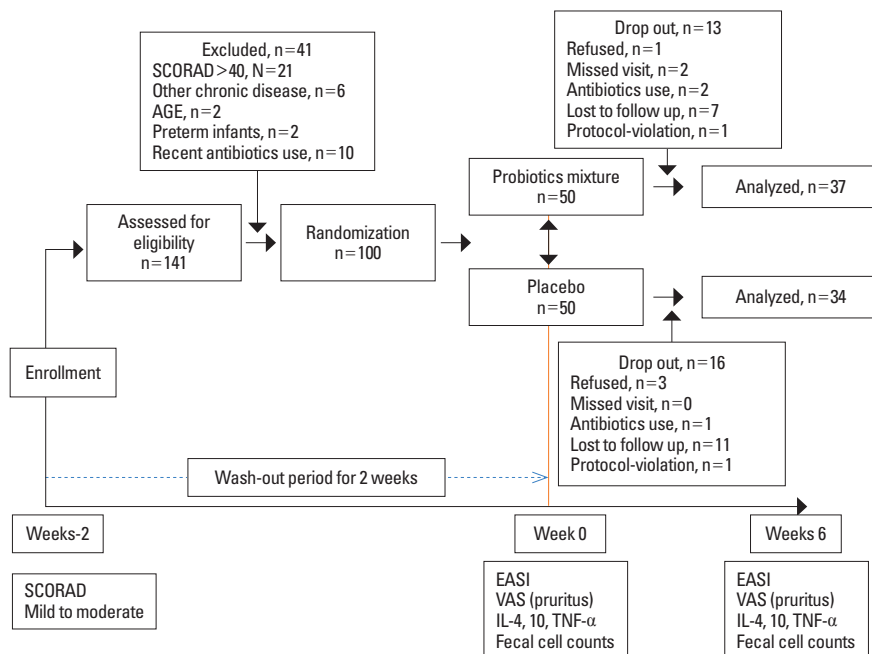 Excluded, n=41
SCORAD>40, N=21
Other chronic disease, n=6
AGE, n=2
Preterm infants, n=2
Recent antibiotics use, n=10
Drop out, n=13
Refused, n=1
Missed visit, n=2
Antibiotics use, n=2
Lost to follow up, n=7
Protocol-violation, n=1
Assessed for
eligibility
n=141
Randomization
n=100
Probiotics mixture
n=50
Analyzed, n=37
Placebo
n=50
Analyzed, n=34
Drop out, n=16
Refused, n=3
Missed visit, n=0
Antibiotics use, n=1
Lost to follow up, n=11
Protocol-violation, n=1
Enrollment
Wash-out period for 2 weeks
Weeks-2
Week 0
Weeks 6
SCORAD
Mild to moderate
EASI
VAS (pruritus)
IL-4, 10, TNF-α
Fecal cell counts
EASI
VAS (pruritus)
IL-4, 10, TNF-α
Fecal cell counts